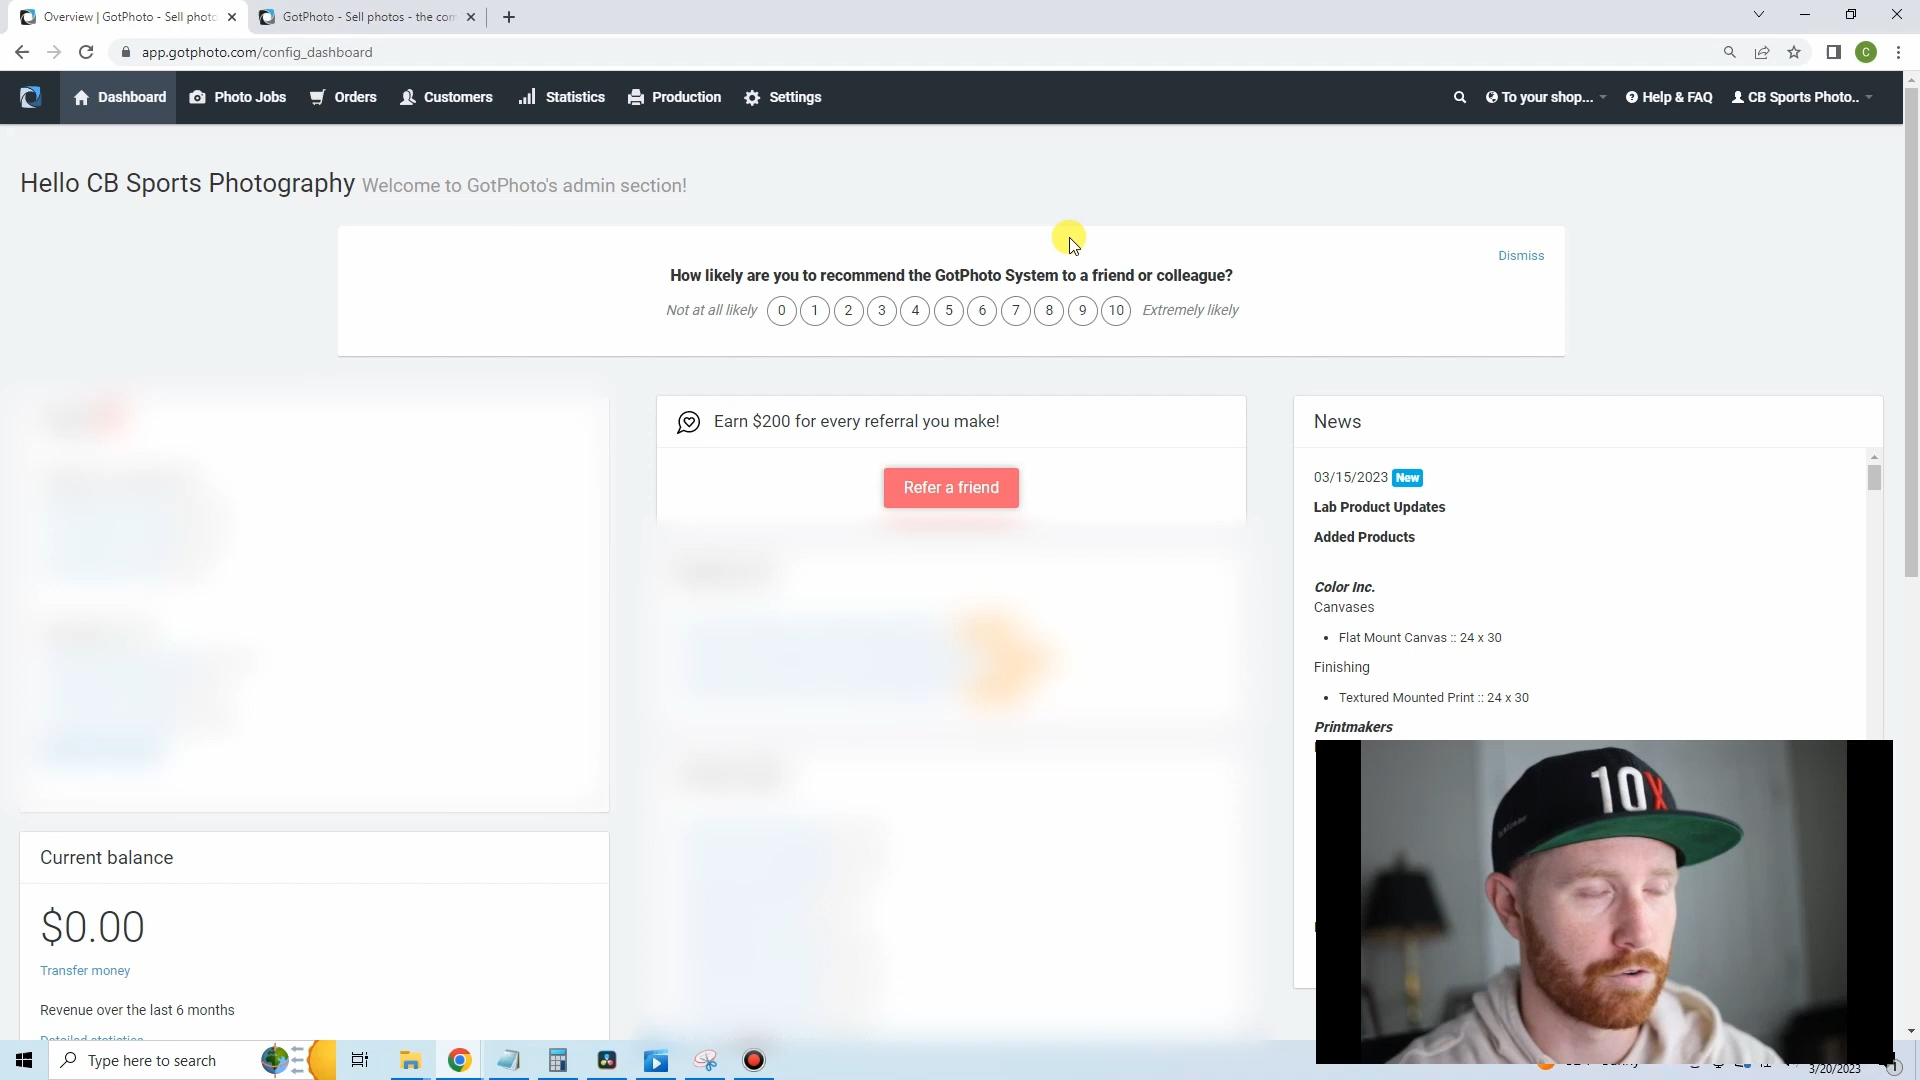 Overview | GotPhoto - Sell photo
GotPhoto - Sell photos - the com
app.gotphoto.com/config_dashboard
C
Dashboard
Photo Jobs
Orders
Customers
Statistics
Production
Settings
To your shop...
Help & FAQ
CB Sports Photo..
Hello CB Sports Photography Welcome to GotPhoto's admin section!
Dismiss
How likely are you to recommend the GotPhoto System to a friend or colleague?
Not at all likely 0 1 2 3 4 5 6 7 8 9 10 Extremely likely
Earn $200 for every referral you make!
Refer a friend
News
03/15/2023 New
Lab Product Updates
Added Products
Color Inc.
Canvases
• Flat Mount Canvas :: 24 x 30
Finishing
• Textured Mounted Print :: 24 x 30
Printmakers
10X
Current balance
$0.00
Transfer money
Revenue over the last 6 months
Detailed statistics
Type here to search
3/20/2023
1